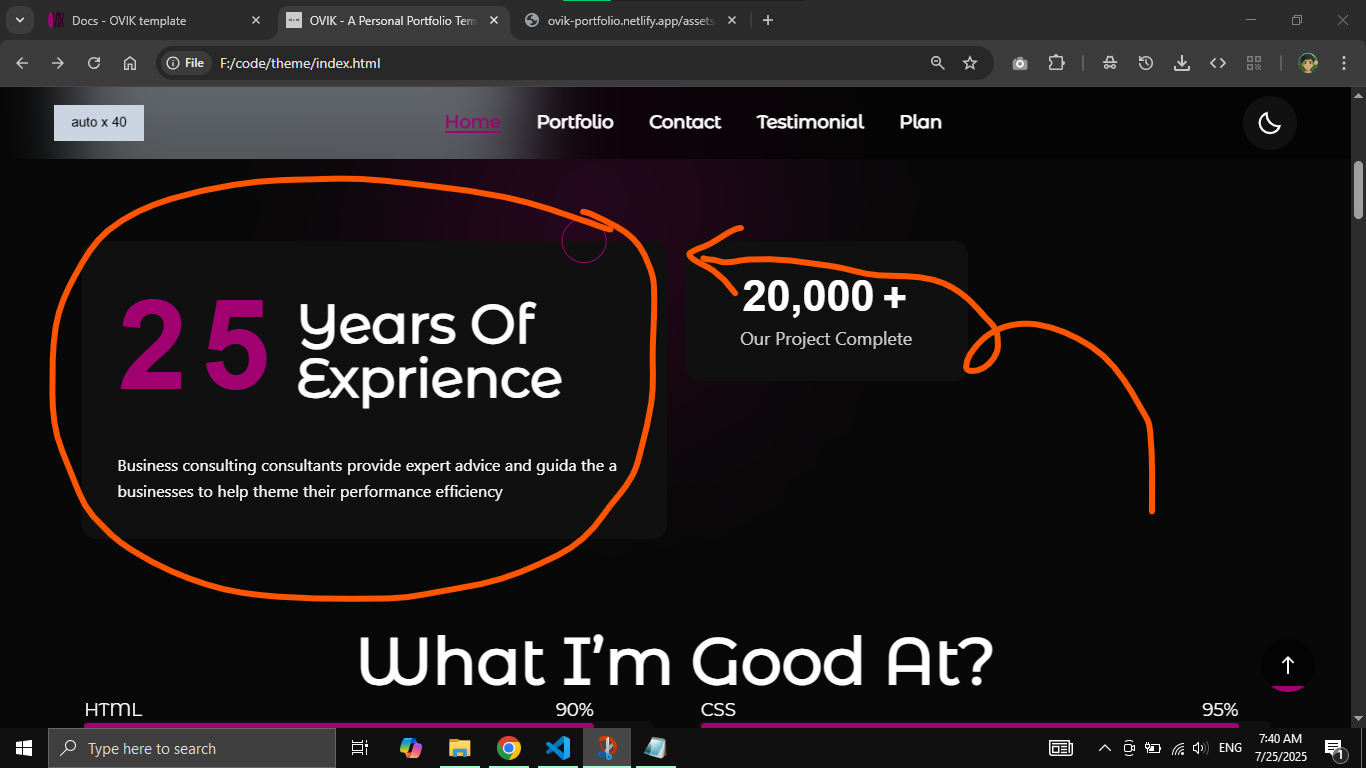 Docs - OVIK template
OVIK - A Personal Portfolio Tem
ovik-portfolio.netlify.app/assets
File
F:/code/theme/index.html
auto x 40
Home
Portfolio
Contact
Testimonial
Plan
25
Years Of
Exprience
Business consulting consultants provide expert advice and guida the a
businesses to help theme their performance efficiency
20,000 +
Our Project Complete
What I’m Good At?
HTML
90%
CSS
95%
Type here to search
ENG
7:40 AM
7/25/2025
1